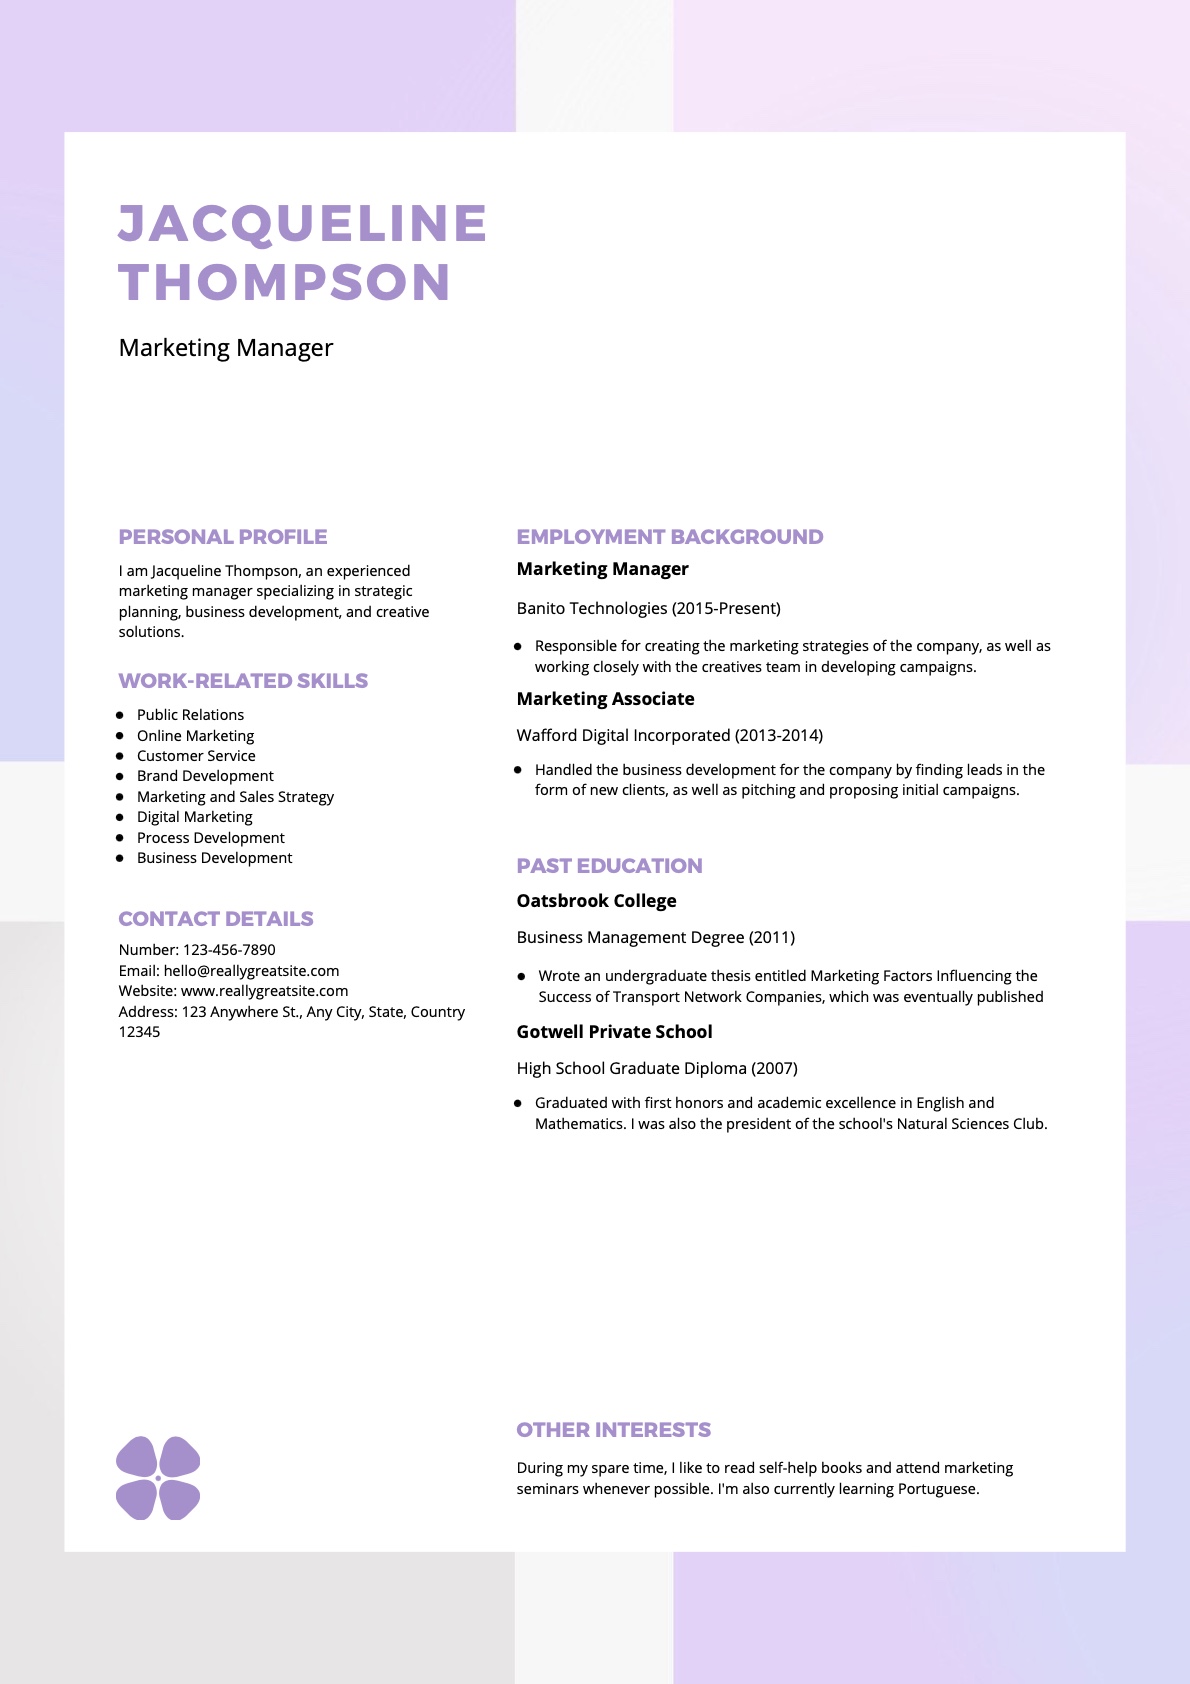 JACQUELINE
THOMPSON
Marketing Manager
PERSONAL PROFILE
I am Jacqueline Thompson, an experienced
marketing manager specializing in strategic
planning, business development, and creative
solutions.
WORK-RELATED SKILLS
● Public Relations
● Online Marketing
● Customer Service
● Brand Development
● Marketing and Sales Strategy
● Digital Marketing
● Process Development
● Business Development
CONTACT DETAILS
Number: 123-456-7890
Email: hello@reallygreatsite.com
Website: www.reallygreatsite.com
Address: 123 Anywhere St., Any City, State, Country
12345
EMPLOYMENT BACKGROUND
Marketing Manager
Banito Technologies (2015-Present)
● Responsible for creating the marketing strategies of the company, as well as
working closely with the creatives team in developing campaigns.
Marketing Associate
Wafford Digital Incorporated (2013-2014)
● Handled the business development for the company by finding leads in the
form of new clients, as well as pitching and proposing initial campaigns.
PAST EDUCATION
Oatsbrook College
Business Management Degree (2011)
● Wrote an undergraduate thesis entitled Marketing Factors Influencing the
Success of Transport Network Companies, which was eventually published
Gotwell Private School
High School Graduate Diploma (2007)
● Graduated with first honors and academic excellence in English and
Mathematics. I was also the president of the school's Natural Sciences Club.
OTHER INTERESTS
During my spare time, I like to read self-help books and attend marketing
seminars whenever possible. I'm also currently learning Portuguese.